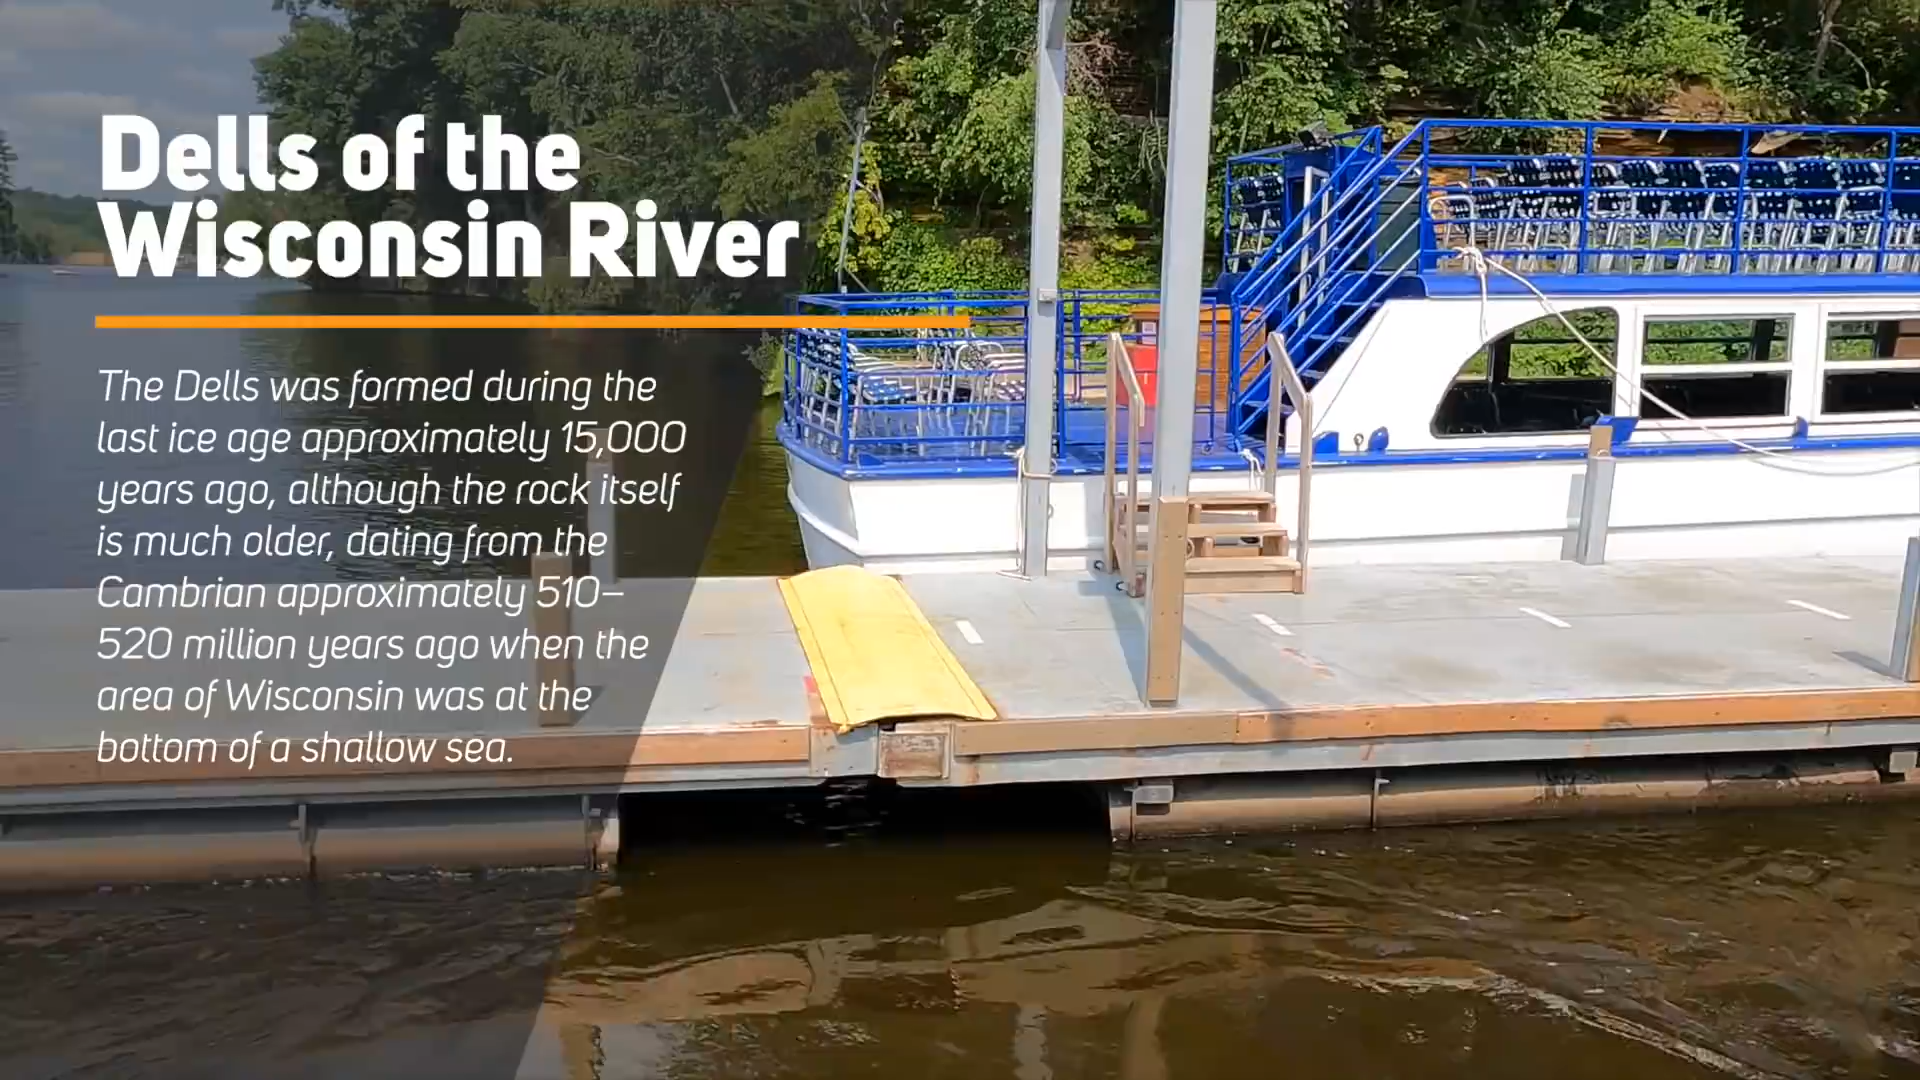 Dells of the
Wisconsin River
The Dells was formed during the
last ice age approximately 15,000
years ago, although the rock itself
is much older, dating from the
Cambrian approximately 510–
520 million years ago when the
area of Wisconsin was at the
bottom of a shallow sea.